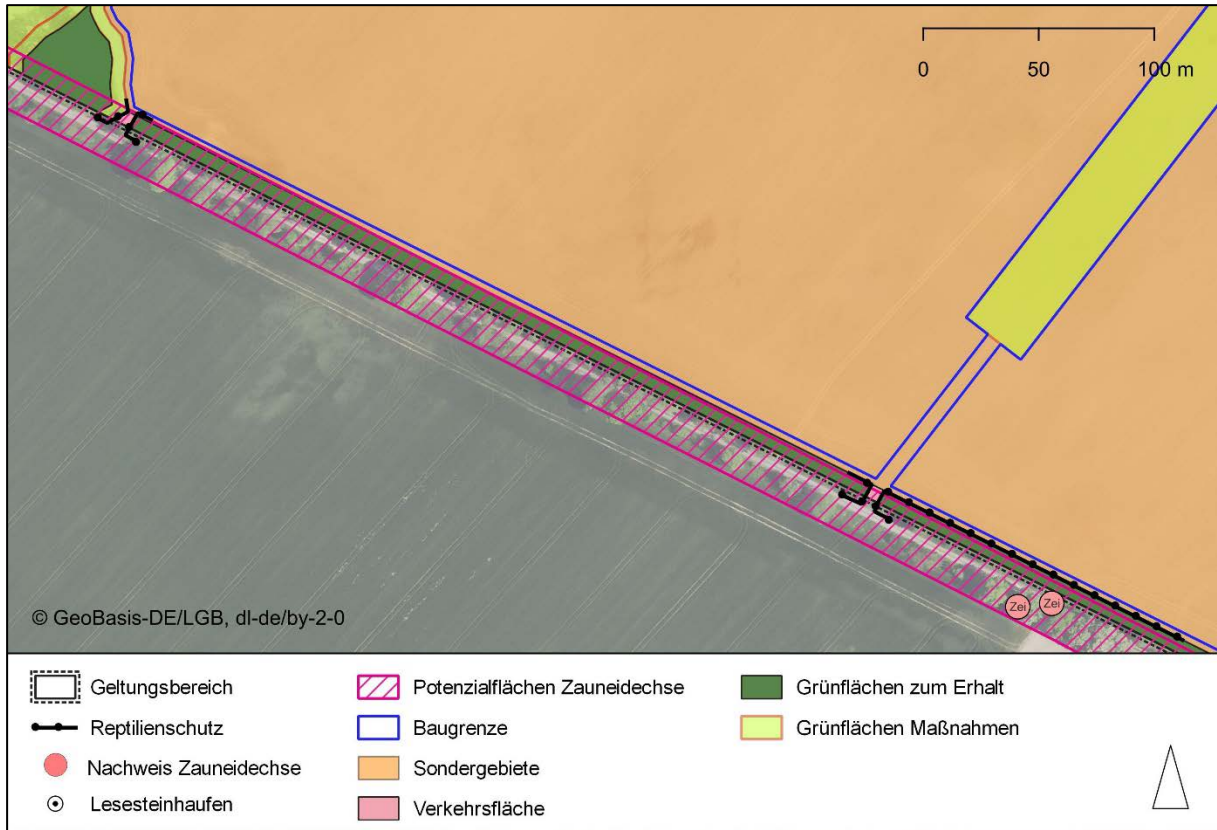 0 50 100 m
Zei Zei
© GeoBasis-DE/LGB, dl-de/by-2-0
Geltungsbereich
Reptilienschutz
Nachweis Zauneidechse
Lesesteinhaufen
Potenzialflächen Zauneidechse
Baugrenze
Sondergebiete
Verkehrsfläche
Grünflächen zum Erhalt
Grünflächen Maßnahmen